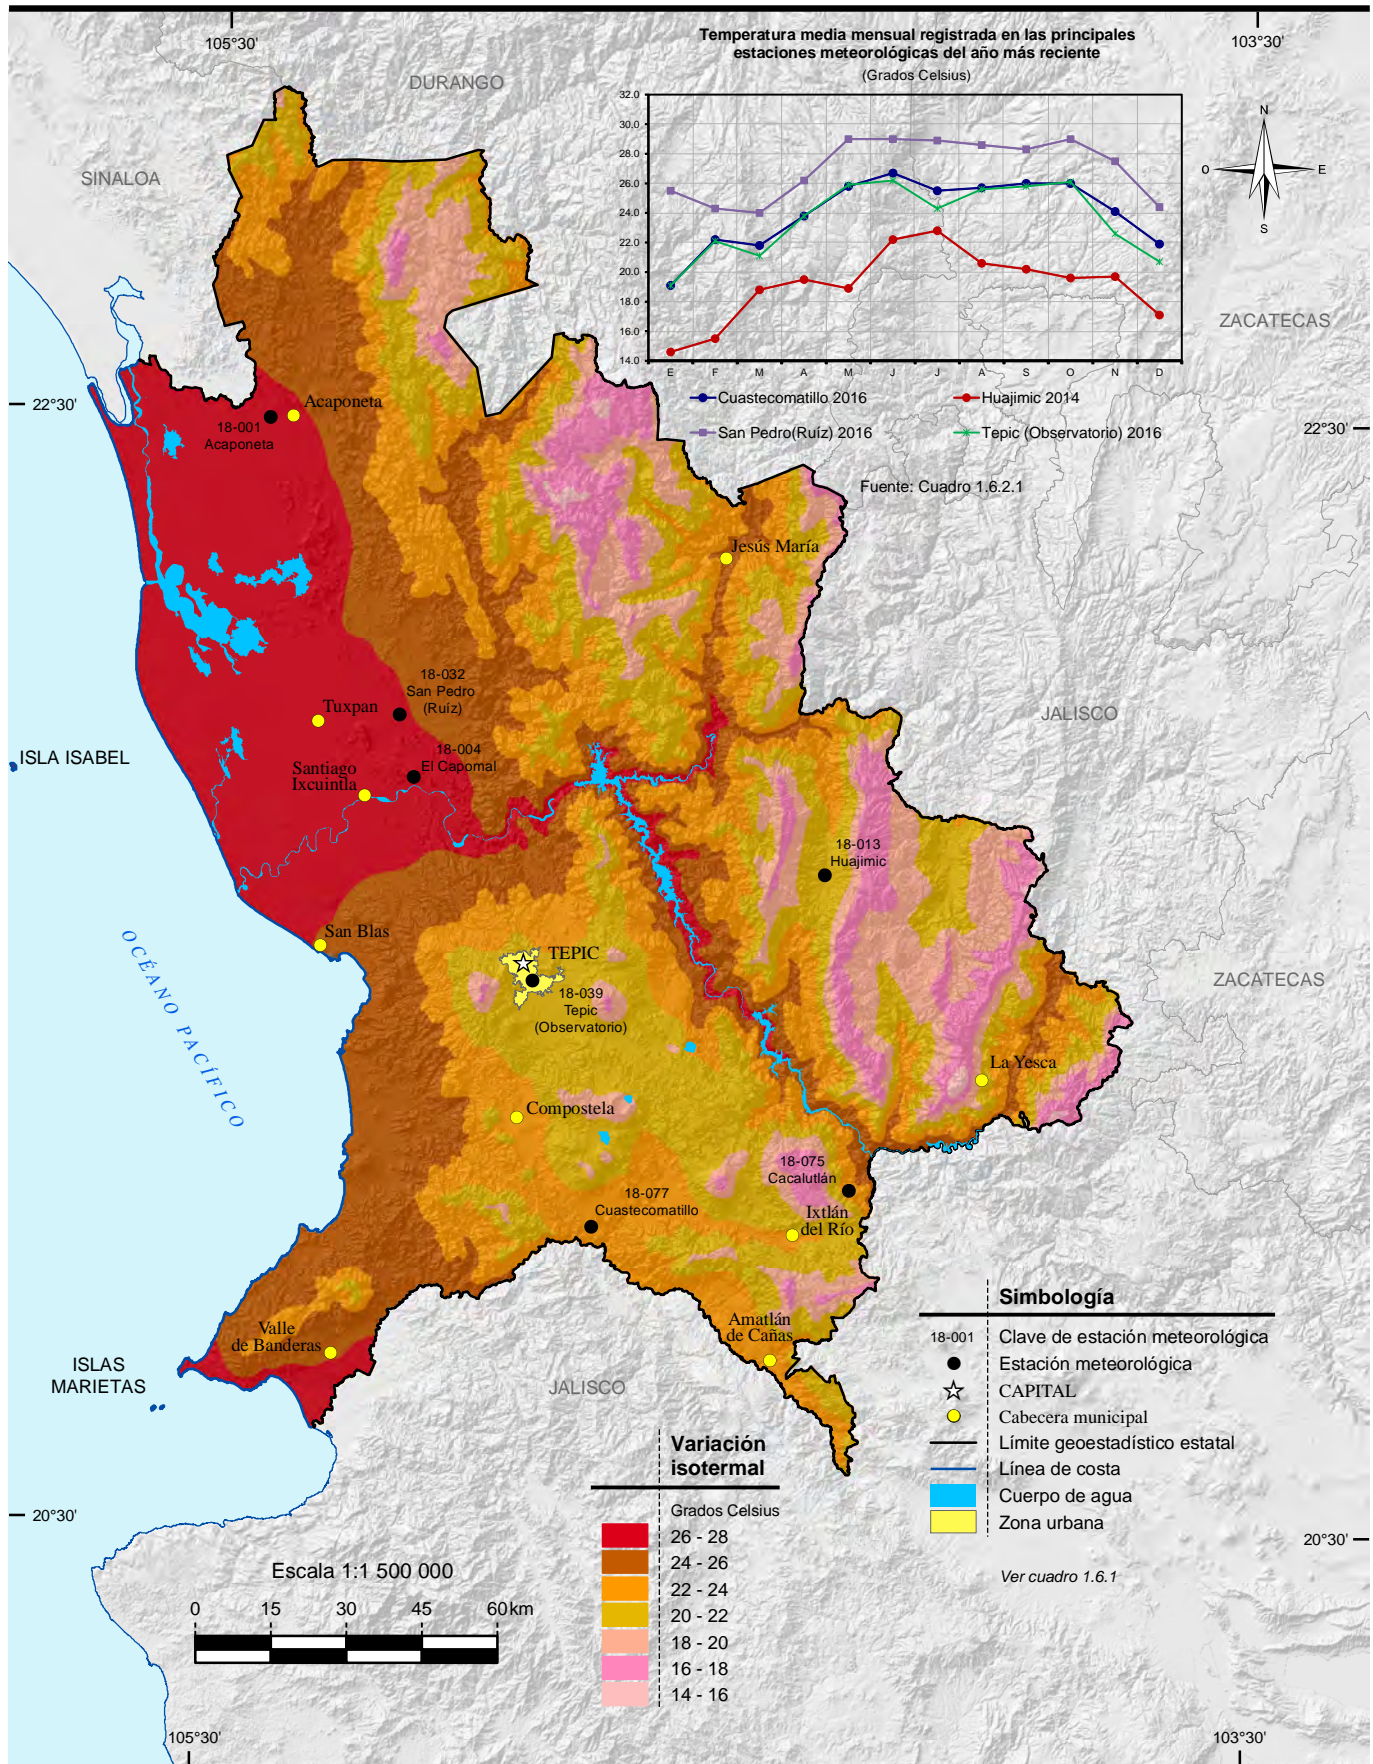 105°30'
103°30'
Temperatura media mensual registrada en las principales
estaciones meteorológicas del año más reciente
(Grados Celsius)
32.0
30.0
28.0
26.0
24.0
22.0
20.0
18.0
16.0
14.0
E F M A M J J A S O N D
Cuastecomatillo 2016
Huajimic 2014
San Pedro(Ruíz) 2016
Tepic (Observatorio) 2016
Fuente: Cuadro 1.6.2.1
N
O
E
S
DURANGO
SINALOA
ZACATECAS
22°30'
22°30'
Acaponeta
18-001
Acaponeta
Jesús María
18-032
San Pedro
(Ruíz)
Tuxpan
18-004
El Capomal
Santiago
Ixcuintla
ISLA ISABEL
JALISCO
18-013
Huajimic
San Blas
TEPIC
18-039
Tepic
(Observatorio)
ZACATECAS
OCÉANO PACÍFICO
La Yesca
Compostela
18-075
Cacalutlán
18-077
Cuastecomatillo
Ixtlán
del Río
Amatlán
de Cañas
Valle
de Banderas
ISLAS
MARIETAS
JALISCO
Simbología
18-001 Clave de estación meteorológica
Estación meteorológica
CAPITAL
Cabecera municipal
Límite geoestadístico estatal
Línea de costa
Cuerpo de agua
Zona urbana
Ver cuadro 1.6.1
Variación
isotermal
Grados Celsius
26 - 28
24 - 26
22 - 24
20 - 22
18 - 20
16 - 18
14 - 16
20°30'
20°30'
Escala 1:1 500 000
0 15 30 45 60 km
105°30'
103°30'